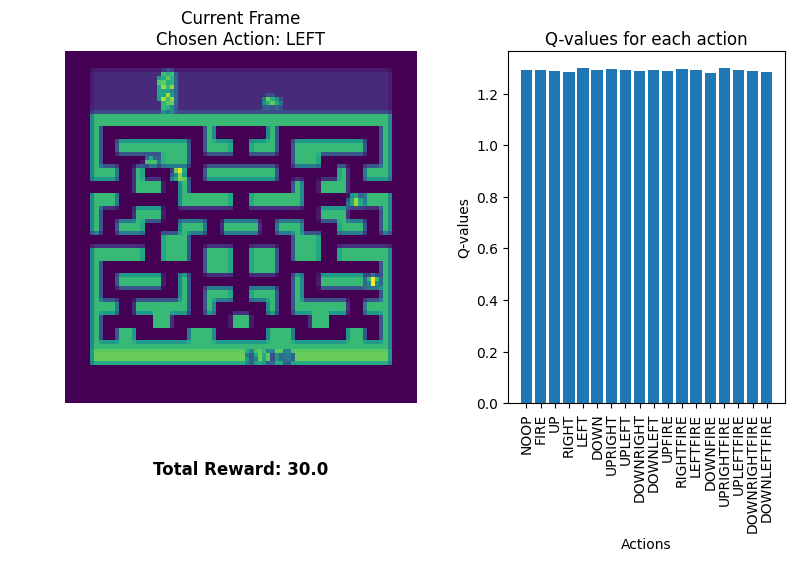 Current Frame
Chosen Action: LEFT
Total Reward: 30.0
Q-values for each action
Q-values
1.2
1.0
0.8
0.6
0.4
0.2
0.0
NOOP
FIRE
UP
RIGHT
LEFT
DOWN
UPRIGHT
UPLEFT
DOWNRIGHT
DOWNLEFT
UPFIRE
RIGHTFIRE
LEFTFIRE
DOWNFIRE
UPRIGHTFIRE
UPLEFTFIRE
DOWNRIGHTFIRE
DOWNLEFTFIRE
Actions